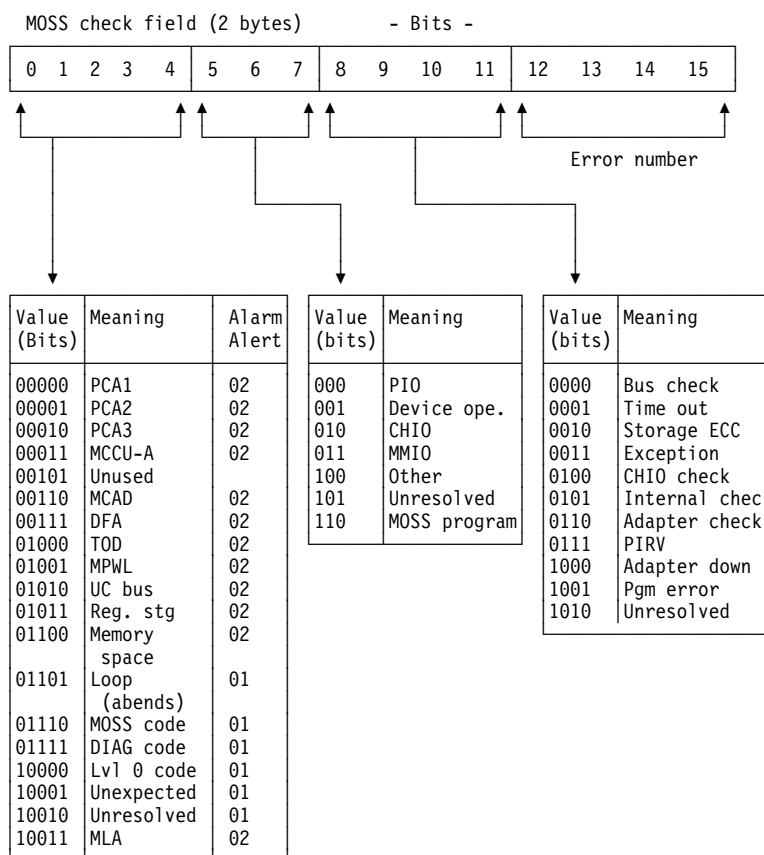 MOSS check field (2 bytes) - Bits -
0 1 2 3 4 5 6 7 8 9 10 11 12 13 14 15
Error number
Value (Bits) Meaning Alarm Alert
00000 PCA1 02
00001 PCA2 02
00010 PCA3 02
00011 MCCU-A 02
00101 Unused
00110 MCAD 02
00111 DFA 02
01000 TOD 02
01001 MPWL 02
01010 UC bus 02
01011 Reg. stg 02
01100 Memory 02
space
01101 Loop 01
(abends)
01110 MOSS code 01
01111 DIAG code 01
10000 Lvl 0 code 01
10001 Unexpected 01
10010 Unresolved 01
10011 MLA 02
Value (bits) Meaning
000 PIO
001 Device ope.
010 CHIO
011 MMIO
100 Other
101 Unresolved
110 MOSS program
Value (bits) Meaning
0000 Bus check
0001 Time out
0010 Storage ECC
0011 Exception
0100 CHIO check
0101 Internal chec
0110 Adapter check
0111 PIRV
1000 Adapter down
1001 Pgm error
1010 Unresolved